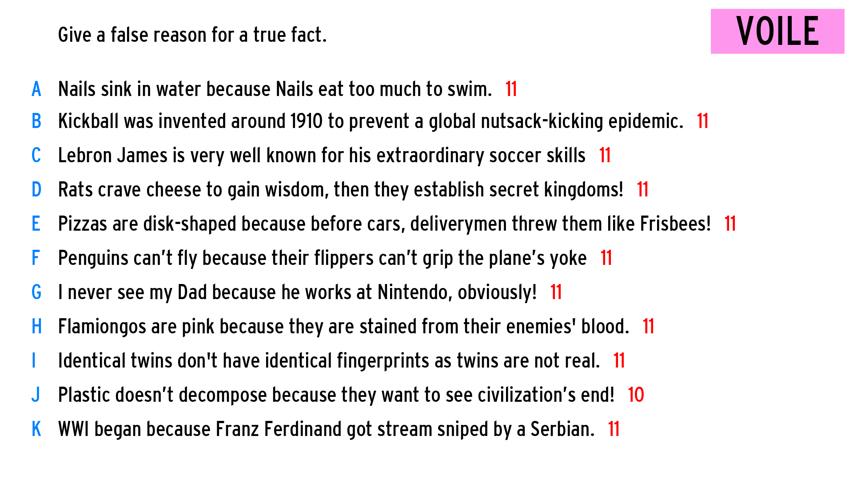 Give a false reason for a true fact.
VOILE
A Nails sink in water because Nails eat too much to swim. 11
B Kickball was invented around 1910 to prevent a global nutsack-kicking epidemic. 11
C Lebron James is very well known for his extraordinary soccer skills 11
D Rats crave cheese to gain wisdom, then they establish secret kingdoms! 11
E Pizzas are disk-shaped because before cars, deliverymen threw them like Frisbees! 11
F Penguins can’t fly because their flippers can’t grip the plane’s yoke 11
G I never see my Dad because he works at Nintendo, obviously! 11
H Flamiongos are pink because they are stained from their enemies' blood. 11
I Identical twins don't have identical fingerprints as twins are not real. 11
J Plastic doesn’t decompose because they want to see civilization’s end! 10
K WWI began because Franz Ferdinand got stream sniped by a Serbian. 11